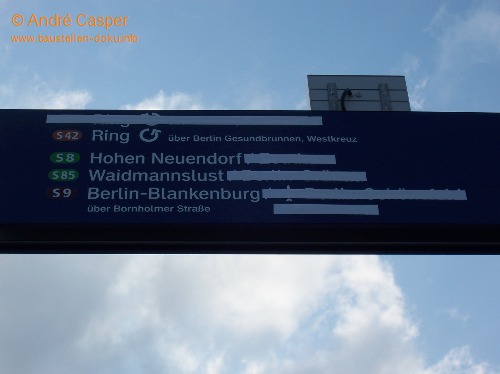 © André Casper
www.baustellen-doku.info
S42 Ring über Berlin Gesundbrunnen, Westkreuz
S8 Hohen Neuendorf
S85 Waidmannslust
S9 Berlin-Blankenburg
über Bornholmer Straße